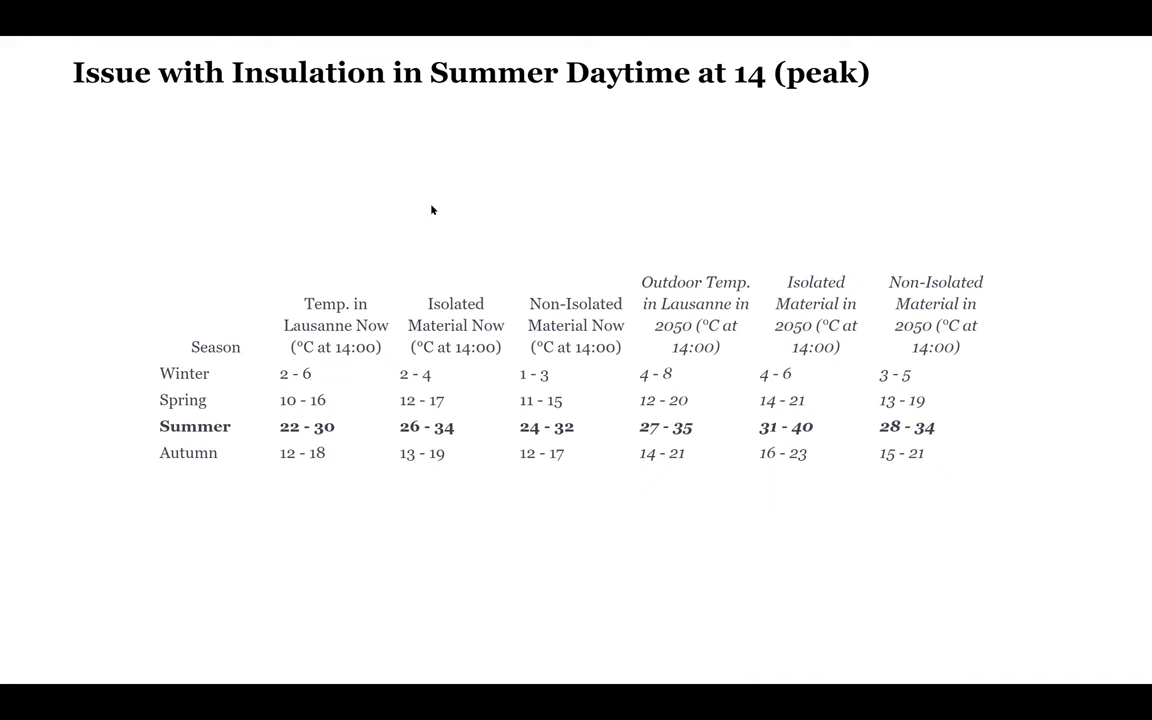 Issue with Insulation in Summer Daytime at 14 (peak)
Season Temp. in Lausanne Now (°C at 14:00) Isolated Material Now (°C at 14:00) Non-Isolated Material Now (°C at 14:00) Outdoor Temp. in Lausanne in 2050 (°C at 14:00) Isolated Material in 2050 (°C at 14:00) Non-Isolated Material in 2050 (°C at 14:00)
Winter 2 - 6 2 - 4 1 - 3 4 - 8 4 - 6 3 - 5
Spring 10 - 16 12 - 17 11 - 15 12 - 20 14 - 21 13 - 19
Summer 22 - 30 26 - 34 24 - 32 27 - 35 31 - 40 28 - 34
Autumn 12 - 18 13 - 19 12 - 17 14 - 21 16 - 23 15 - 21